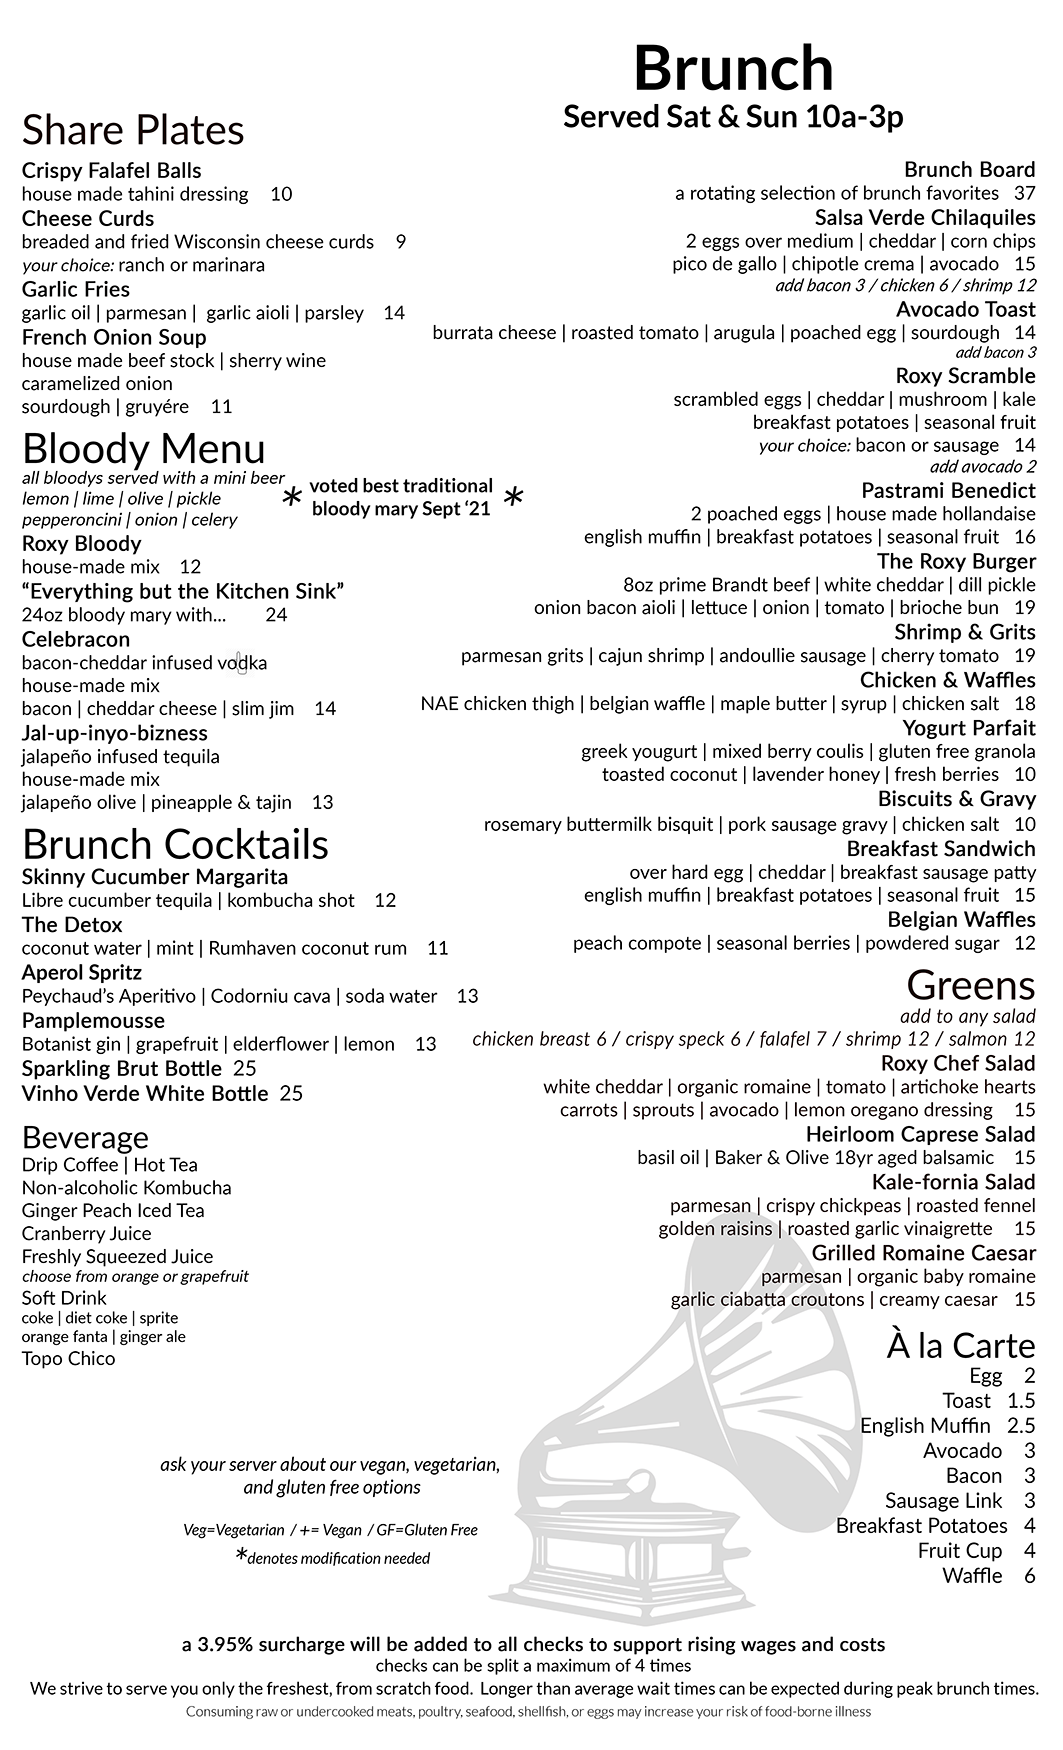 Share Plates
Crispy Falafel Balls
house made tahini dressing 10
Cheese Curds
breaded and fried Wisconsin cheese curds 9
your choice: ranch or marinara
Garlic Fries
garlic oil | parmesan | garlic aioli | parsley 14
French Onion Soup
house made beef stock | sherry wine
caramelized onion
sourdough | gruyére 11
Bloody Menu
all bloodys served with a mini beer
lemon | lime | olive | pickle
pepperoncini | onion | celery
* voted best traditional *
bloody mary Sept ‘21
Roxy Bloody
house-made mix 12
“Everything but the Kitchen Sink”
24oz bloody mary with... 24
Celebracon
bacon-cheddar infused vodka
house-made mix
bacon | cheddar cheese | slim jim 14
Jal-up-inyo-bizness
jalapeño infused tequila
house-made mix
jalapeño olive | pineapple & tajin 13
Brunch Cocktails
Skinny Cucumber Margarita
Libre cucumber tequila | kombucha shot 12
The Detox
coconut water | mint | Rumhaven coconut rum 11
Aperol Spritz
Peychaud’s Aperitivo | Codorniu cava | soda water 13
Pamplemousse
Botanist gin | grapefruit | elderflower | lemon 13
Sparkling Brut Bottle 25
Vinho Verde White Bottle 25
Beverage
Drip Coffee | Hot Tea
Non-alcoholic Kombucha
Ginger Peach Iced Tea
Cranberry Juice
Freshly Squeezed Juice
choose from orange or grapefruit
Soft Drink
coke | diet coke | sprite
orange fanta | ginger ale
Topo Chico
Brunch
Served Sat & Sun 10a-3p
Brunch Board
a rotating selection of brunch favorites 37
Salsa Verde Chilaquiles
2 eggs over medium | cheddar | corn chips
pico de gallo | chipotle crema | avocado 15
add bacon 3 / chicken 6 / shrimp 12
Avocado Toast
burrata cheese | roasted tomato | arugula | poached egg | sourdough 14
add bacon 3
Roxy Scramble
scrambled eggs | cheddar | mushroom | kale
breakfast potatoes | seasonal fruit
your choice: bacon or sausage 14
add avocado 2
Pastrami Benedict
2 poached eggs | house made hollandaise
english muffin | breakfast potatoes | seasonal fruit 16
The Roxy Burger
8oz prime Brandt beef | white cheddar | dill pickle
onion bacon aioli | lettuce | onion | tomato | brioche bun 19
Shrimp & Grits
parmesan grits | cajun shrimp | andoullie sausage | cherry tomato 19
Chicken & Waffles
NAE chicken thigh | belgian waffle | maple butter | syrup | chicken salt 18
Yogurt Parfait
greek yougurt | mixed berry coulis | gluten free granola
toasted coconut | lavender honey | fresh berries 10
Biscuits & Gravy
rosemary buttermilk bisquit | pork sausage gravy | chicken salt 10
Breakfast Sandwich
over hard egg | cheddar | breakfast sausage patty
english muffin | breakfast potatoes | seasonal fruit 15
Belgian Waffles
peach compote | seasonal berries | powdered sugar 12
Greens
add to any salad
chicken breast 6 / crispy speck 6 / falafel 7 / shrimp 12 / salmon 12
Roxy Chef Salad
white cheddar | organic romaine | tomato | artichoke hearts
carrots | sprouts | avocado | lemon oregano dressing 15
Heirloom Caprese Salad
basil oil | Baker & Olive 18yr aged balsamic 15
Kale-fornia Salad
parmesan | crispy chickpeas | roasted fennel
golden raisins | roasted garlic vinaigrette 15
Grilled Romaine Caesar
parmesan | organic baby romaine
garlic ciabatta croutons | creamy caesar 15
À la Carte
Egg 2
Toast 1.5
English Muffin 2.5
Avocado 3
Bacon 3
Sausage Link 3
Breakfast Potatoes 4
Fruit Cup 4
Waffle 6
ask your server about our vegan, vegetarian,
and gluten free options
Veg=Vegetarian / += Vegan / GF=Gluten Free
*denotes modification needed
a 3.95% surcharge will be added to all checks to support rising wages and costs
checks can be split a maximum of 4 times
We strive to serve you only the freshest, from scratch food. Longer than average wait times can be expected during peak brunch times.
Consuming raw or undercooked meats, poultry, seafood, shellfish, or eggs may increase your risk of food-borne illness